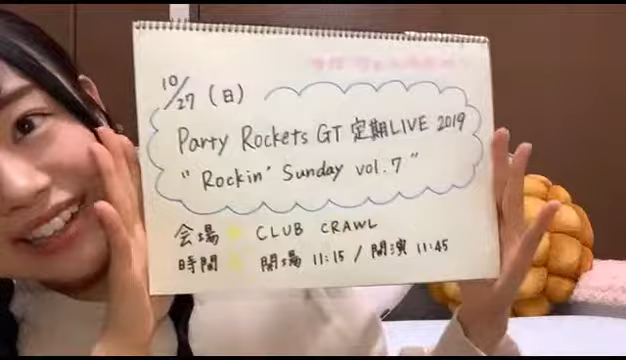 10/27 (日)
Party Rockets GT 定期LIVE 2019
"Rockin' Sunday vol.7"
会場 CLUB CRAWL
時間 開場 11:15 / 開演 11:45